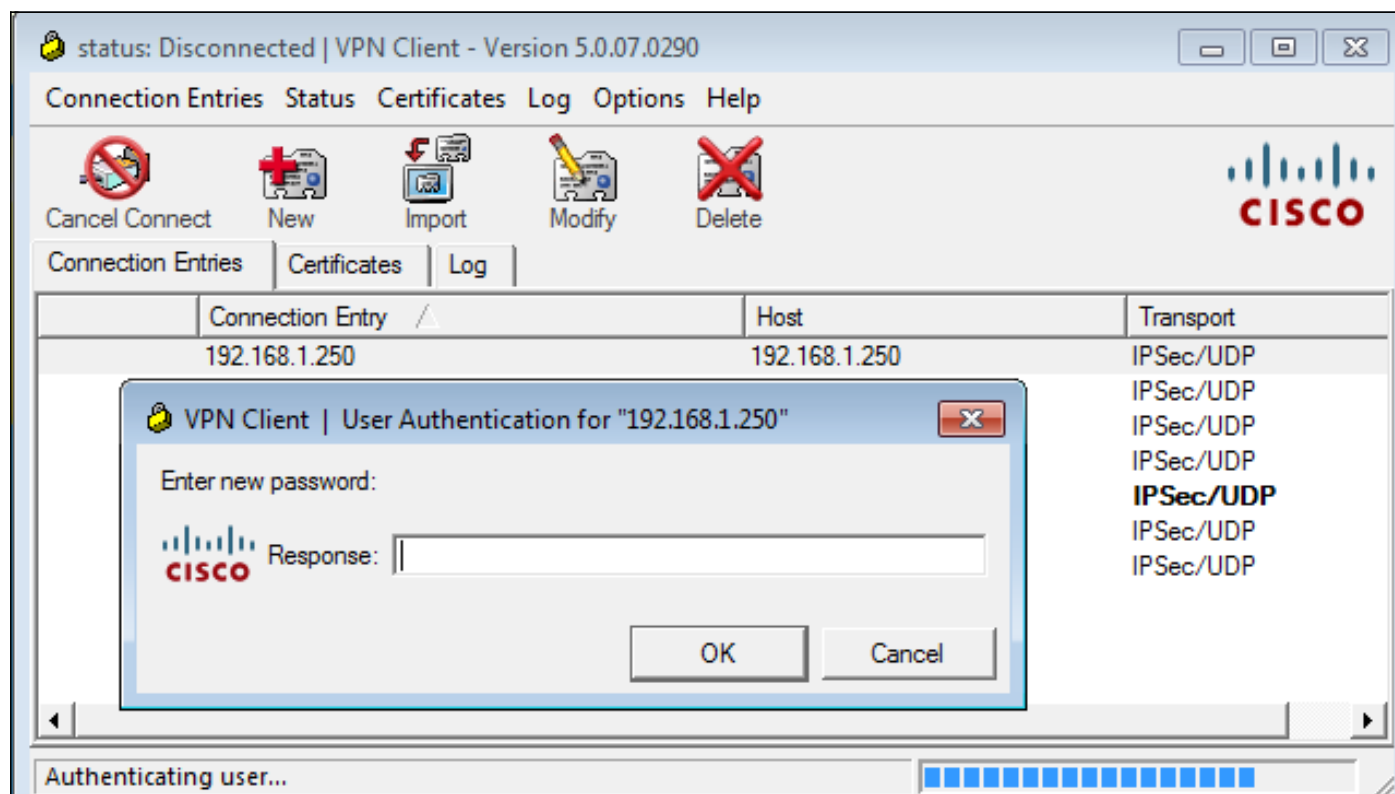 status: Disconnected | VPN Client - Version 5.0.07.0290
Connection Entries Status Certificates Log Options Help
Cancel Connect New Import Modify Delete
CISCO
Connection Entries Certificates Log
Connection Entry Host Transport
192.168.1.250 192.168.1.250 IPSec/UDP
IPSec/UDP
IPSec/UDP
IPSec/UDP
IPSec/UDP
IPSec/UDP
IPSec/UDP
VPN Client | User Authentication for "192.168.1.250"
Enter new password:
CISCO Response:
OK Cancel
Authenticating user...